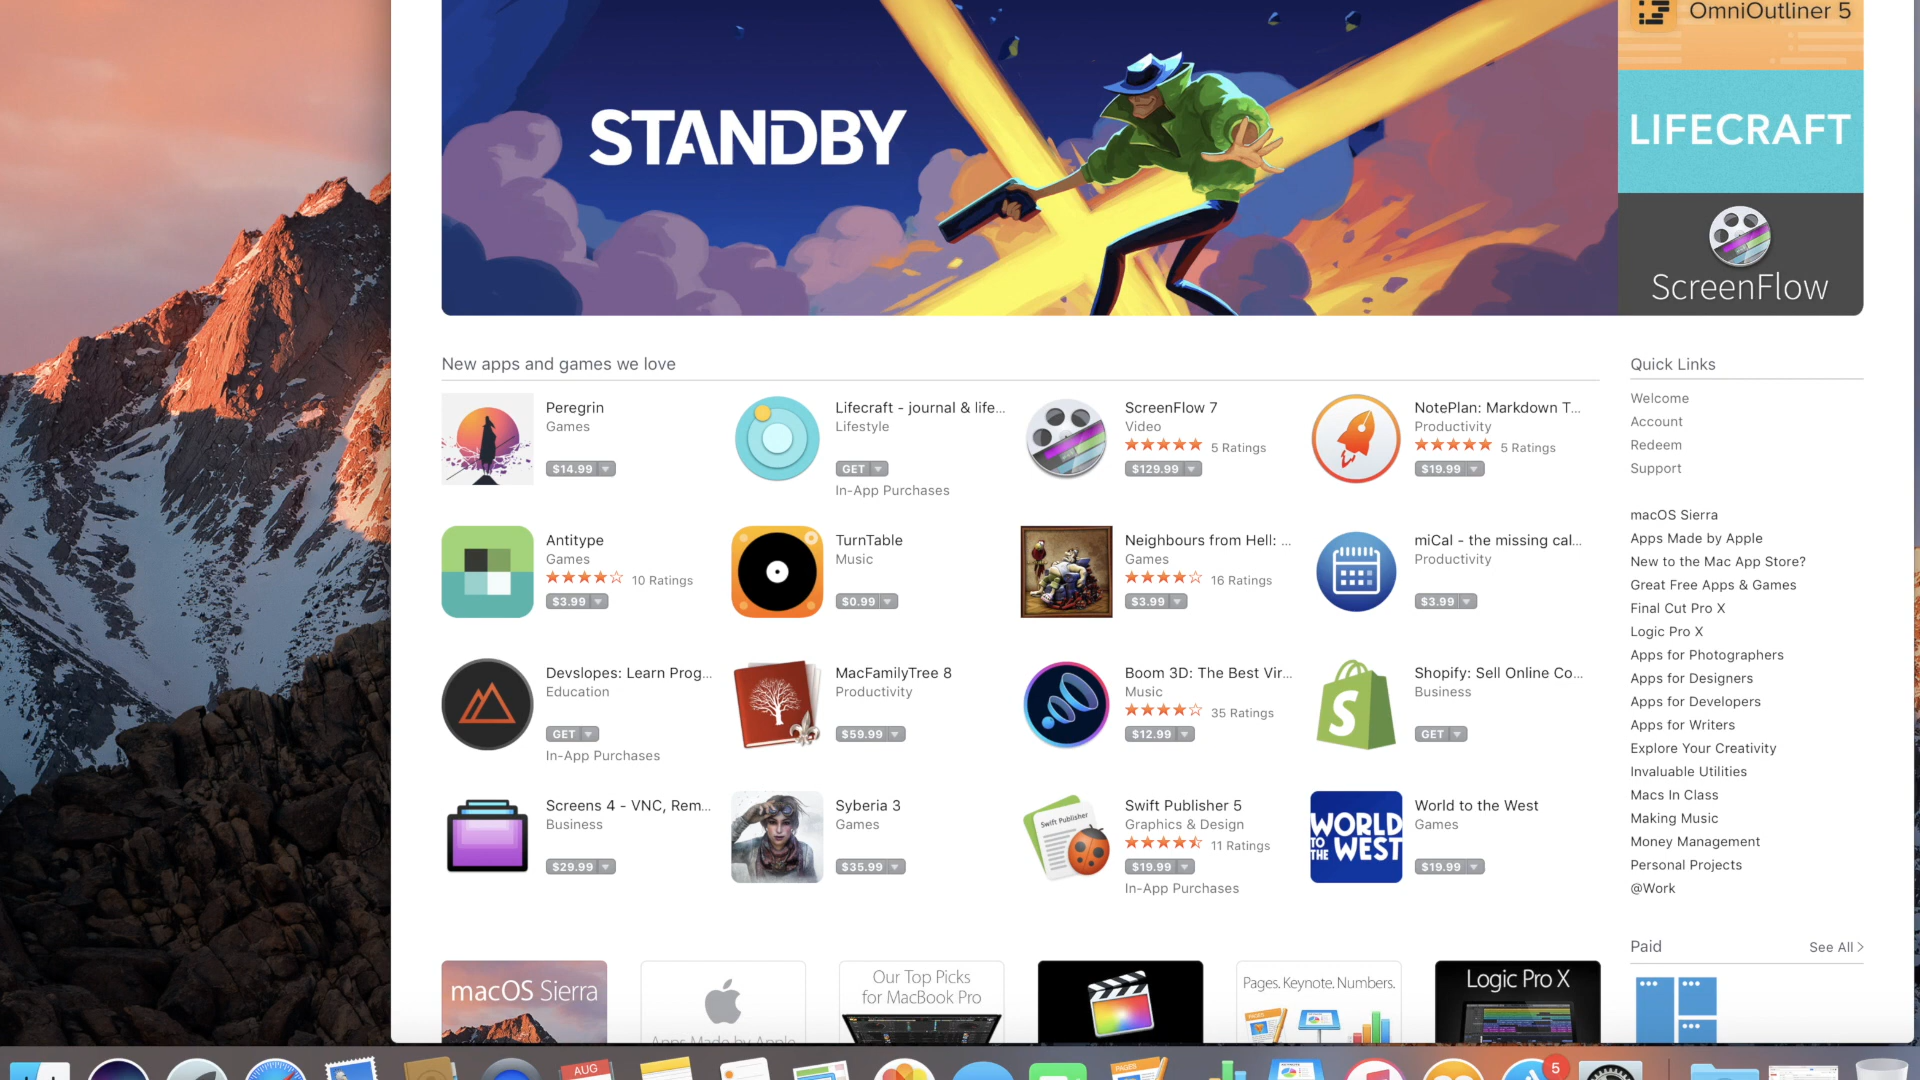 OmniOutliner 5
STANDBY
LIFECRAFT
ScreenFlow
New apps and games we love
Peregrin
Games
$14.99
Lifecraft - journal & life...
Lifestyle
GET
In-App Purchases
ScreenFlow 7
Video
5 Ratings
$129.99
NotePlan: Markdown T...
Productivity
5 Ratings
$19.99
Antitype
Games
10 Ratings
$3.99
TurnTable
Music
$0.99
Neighbours from Hell: ...
Games
16 Ratings
$3.99
miCal - the missing cal...
Productivity
$3.99
Devslopes: Learn Prog...
Education
GET
In-App Purchases
MacFamilyTree 8
Productivity
$59.99
Boom 3D: The Best Vir...
Music
35 Ratings
$12.99
S
Shopify: Sell Online Co...
Business
GET
Screens 4 - VNC, Rem...
Business
$29.99
Syberia 3
Games
$35.99
Swift Publisher
Swift Publisher 5
Graphics & Design
11 Ratings
$19.99
In-App Purchases
WORLD
TO THE WEST
World to the West
Games
$19.99
Quick Links
Welcome
Account
Redeem
Support
macOS Sierra
Apps Made by Apple
New to the Mac App Store?
Great Free Apps & Games
Final Cut Pro X
Logic Pro X
Apps for Photographers
Apps for Designers
Apps for Developers
Apps for Writers
Explore Your Creativity
Invaluable Utilities
Macs In Class
Making Music
Money Management
Personal Projects
@Work
Paid
See All >
macOS Sierra
Apps Made by Apple
Our Top Picks
for MacBook Pro
Pages. Keynote. Numbers.
PAGES
Logic Pro X
AUG
PAGES
5